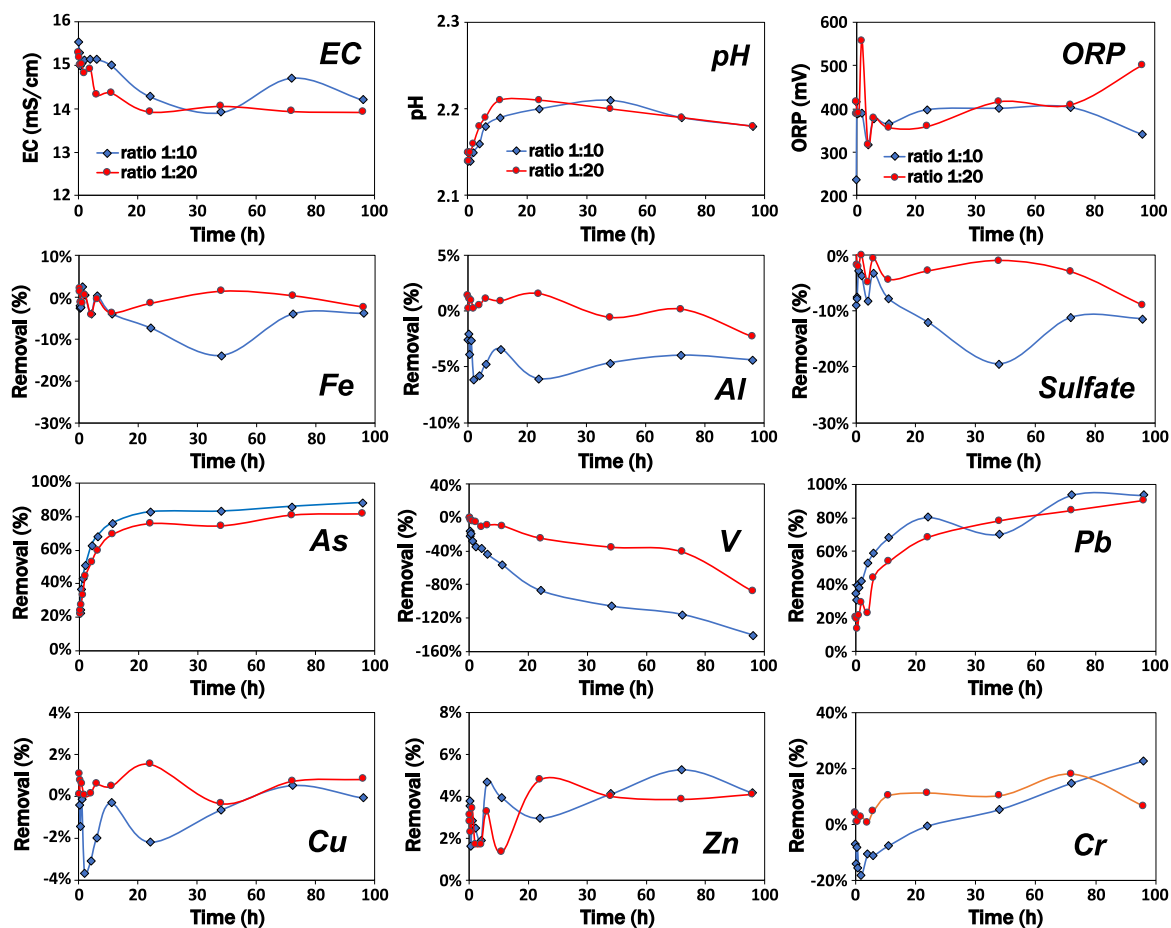 16
15
14
13
12
EC (mS/cm)
EC
ratio 1:10
ratio 1:20
0 20 40 60 80 100
Time (h)
2.3
2.2
2.1
pH
pH
0 20 40 60 80 100
Time (h)
600
500
400
300
200
ORP (mV)
ORP
ratio 1:10
ratio 1:20
0 20 40 60 80 100
Time (h)
10%
0%
-10%
-20%
-30%
Removal (%)
Fe
0 20 40 60 80 100
Time (h)
5%
0%
-5%
-10%
Removal (%)
Al
0 20 40 60 80 100
Time (h)
0%
-10%
-20%
-30%
Removal (%)
Sulfate
0 20 40 60 80 100
Time (h)
100%
80%
60%
40%
20%
0%
Removal (%)
As
0 20 40 60 80 100
Time (h)
40%
0%
-40%
-80%
-120%
-160%
Removal (%)
V
0 20 40 60 80 100
Time (h)
100%
80%
60%
40%
20%
0%
Removal (%)
Pb
0 20 40 60 80 100
Time (h)
4%
2%
0%
-2%
-4%
Removal (%)
Cu
0 20 40 60 80 100
Time (h)
8%
6%
4%
2%
0%
Removal (%)
Zn
0 20 40 60 80 100
Time (h)
40%
20%
0%
-20%
Removal (%)
Cr
0 20 40 60 80 100
Time (h)